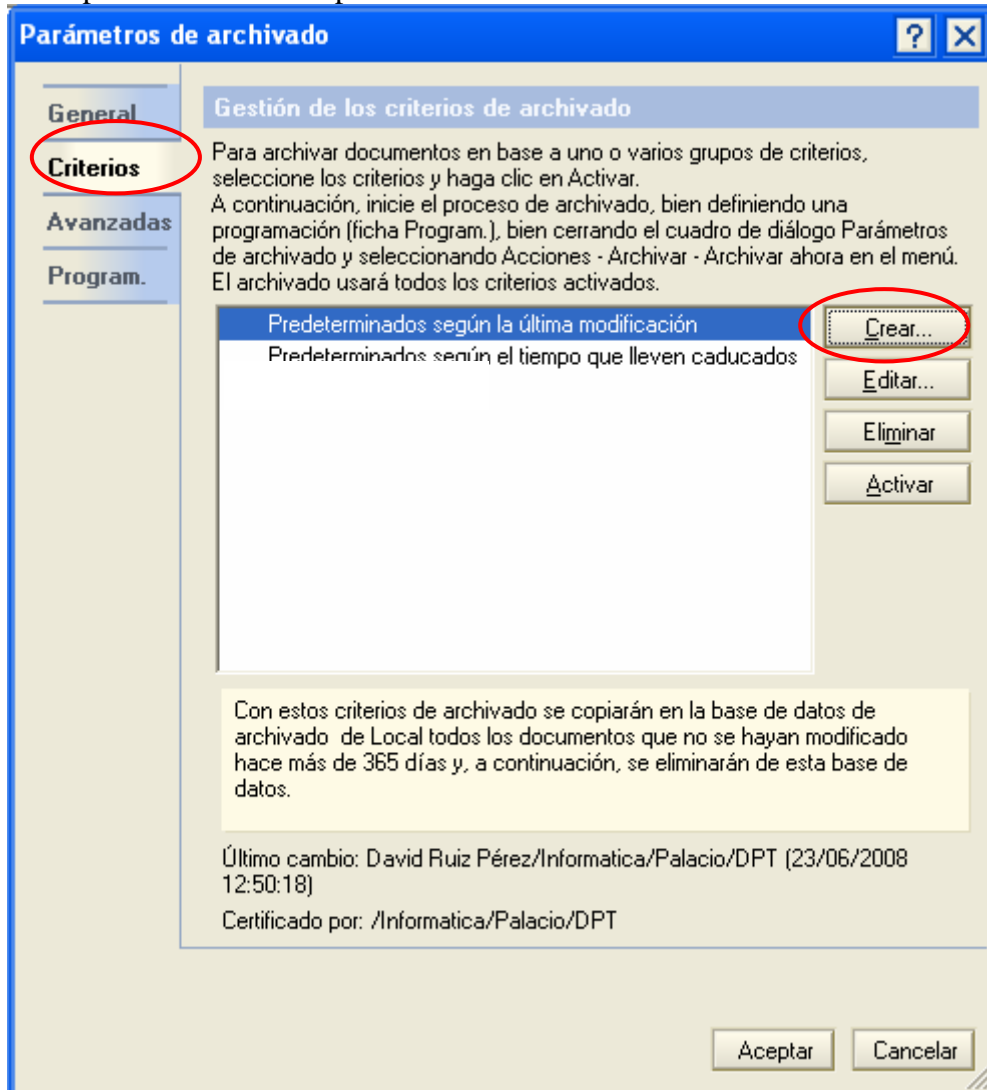 Parámetros de archivado
General
Criterios
Avanzadas
Program.
Gestión de los criterios de archivado
Para archivar documentos en base a uno o varios grupos de criterios,
seleccione los criterios y haga clic en Activar.
A continuación, inicie el proceso de archivado, bien definiendo una
programación (ficha Program.), bien cerrando el cuadro de diálogo Parámetros
de archivado y seleccionando Acciones - Archivar - Archivar ahora en el menú.
El archivado usará todos los criterios activados.
Predeterminados según la última modificación
Predeterminados según el tiempo que lleven caducados
Crear...
Editar...
Eliminar
Activar
Con estos criterios de archivado se copiarán en la base de datos de
archivado de Local todos los documentos que no se hayan modificado
hace más de 365 días y, a continuación, se eliminarán de esta base de
datos.
Último cambio: David Ruiz Pérez/Informatica/Palacio/DPT (23/06/2008
12:50:18)
Certificado por: /Informatica/Palacio/DPT
Aceptar
Cancelar